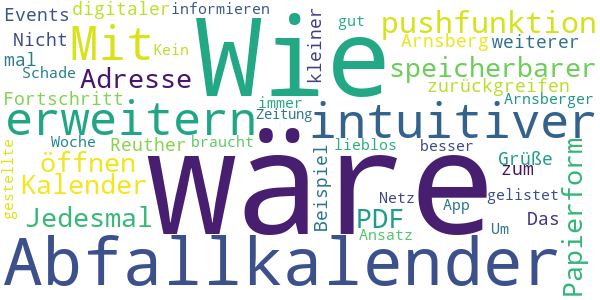 Events digitaler informieren
Nicht Mit Wie kleiner gut pushfunktion
mal Kein Arnsberg weiterer
Schade Adresse speicherbarer
Fortschritt immer zurückgreifen
erweitern Zeitung intuitiver Arnsberger
Woche Reuther braucht lieblos besser
gestellte öffnen wäre Beispiel Grüße Papierform
Kalender Netz zum
Jedesmal PDF App gelistet
Ansatz Um Das
Abfallkalender